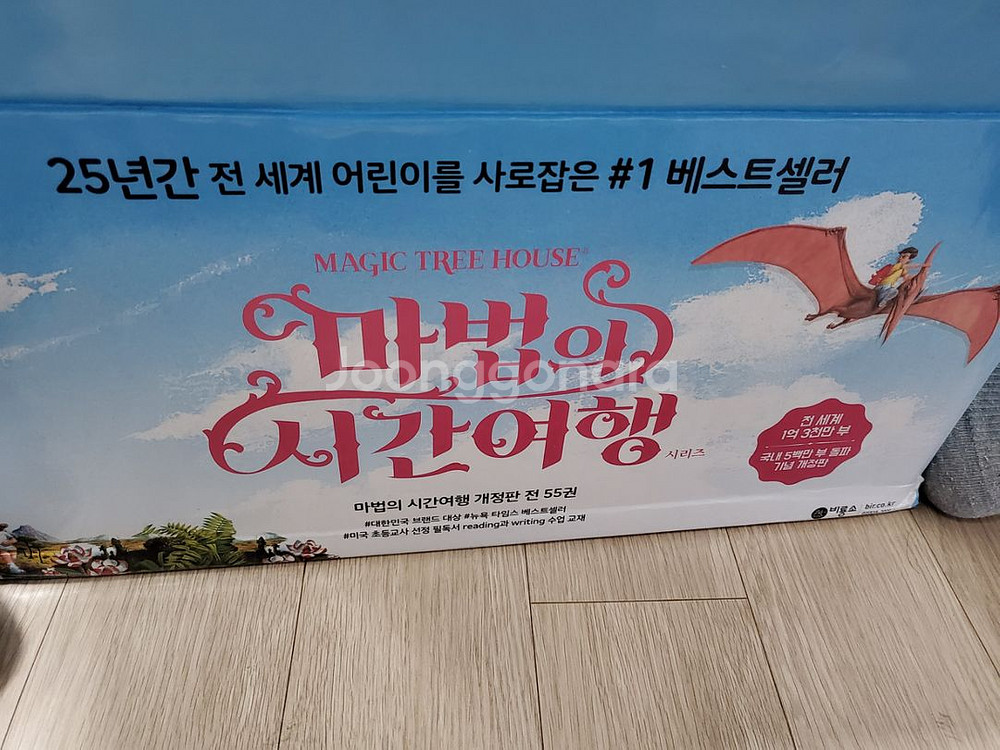 25년간 전 세계 어린이를 사로잡은 #1 베스트셀러
MAGIC TREE HOUSE®
마법의
Joonggonara
시간여행 시리즈
전 세계
1억 3천만 부
국내 5백만 부 돌파
기념 개정판
마법의 시간여행 개정판 전 55권
#대한민국 브랜드 대상 #뉴욕 타임스 베스트셀러
#미국 초등교사 선정 필독서 reading과 writing 수업 교재
비룡소 bir.co.kr